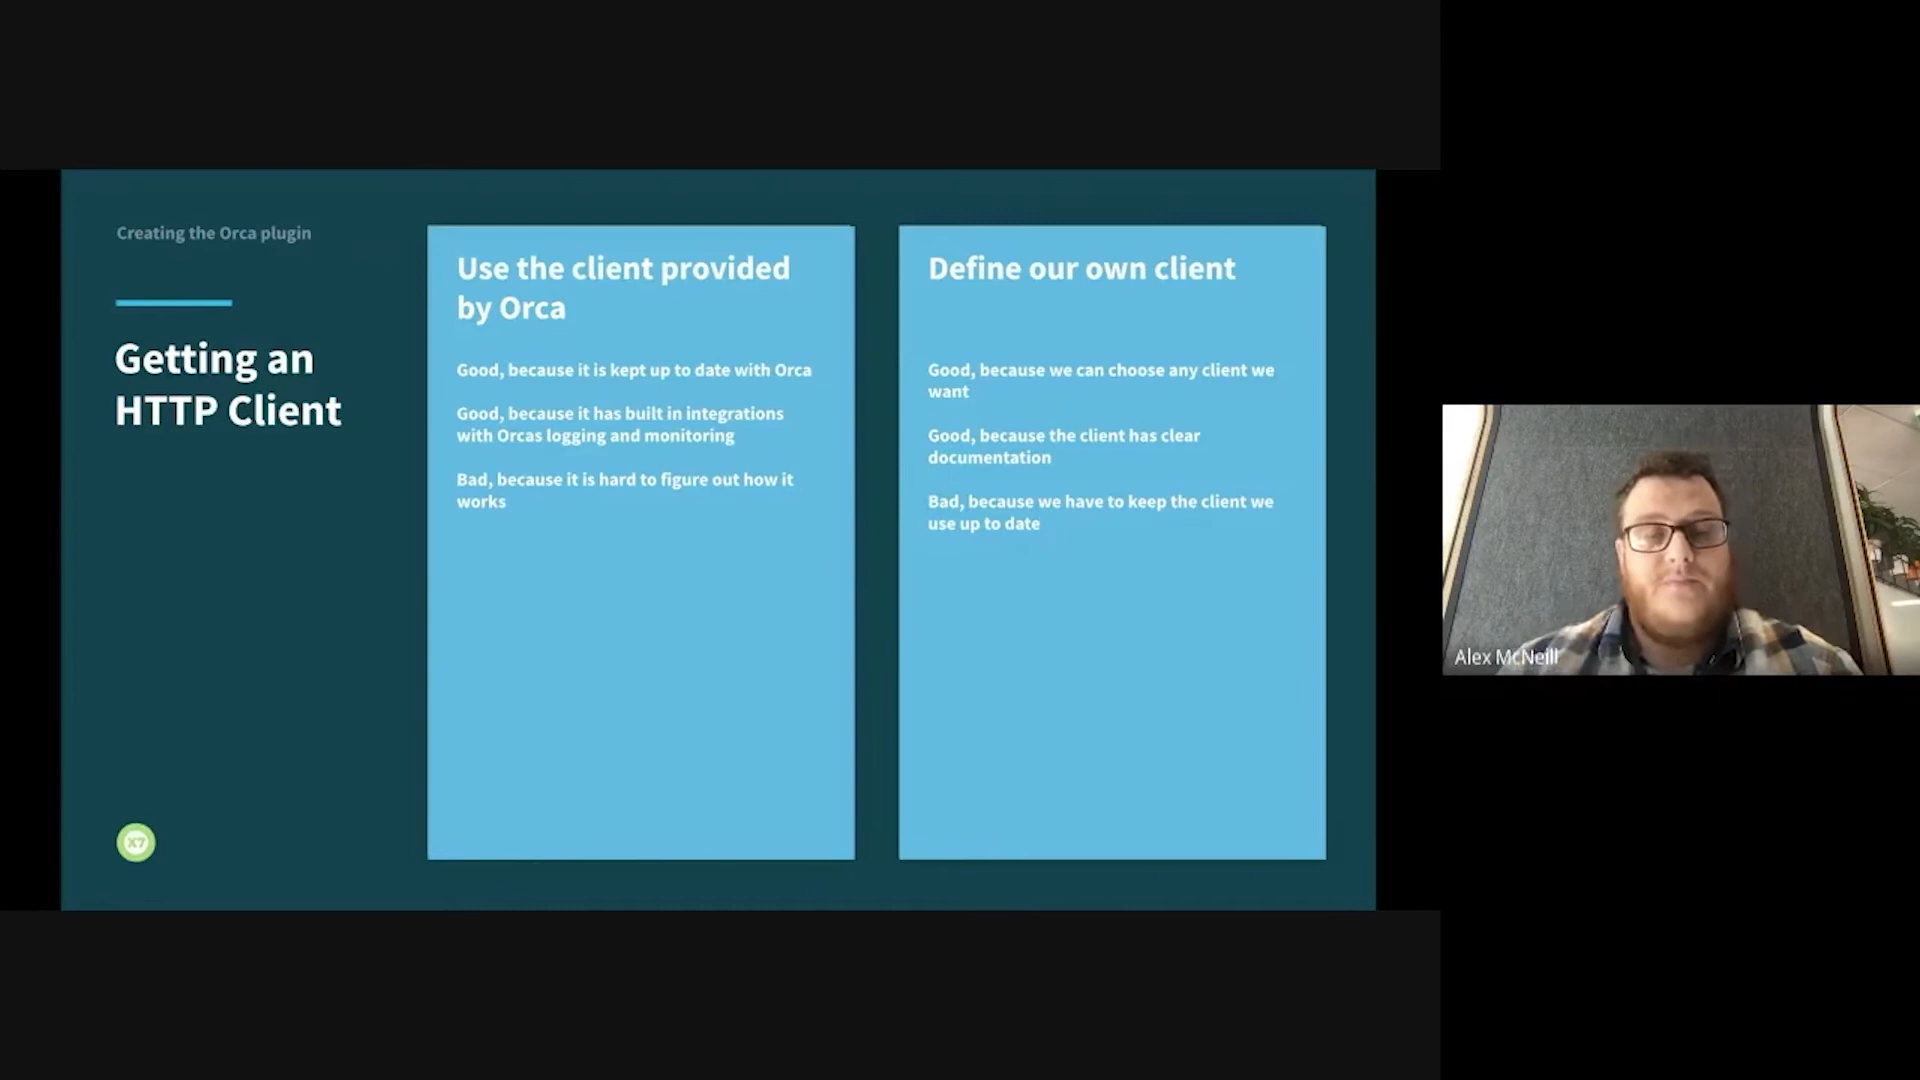 Creating the Orca plugin
Getting an
HTTP Client
x7
Use the client provided
by Orca
Good, because it is kept up to date with Orca
Good, because it has built in integrations
with Orcas logging and monitoring
Bad, because it is hard to figure out how it
works
Define our own client
Good, because we can choose any client we
want
Good, because the client has clear
documentation
Bad, because we have to keep the client we
use up to date
Alex McNeill